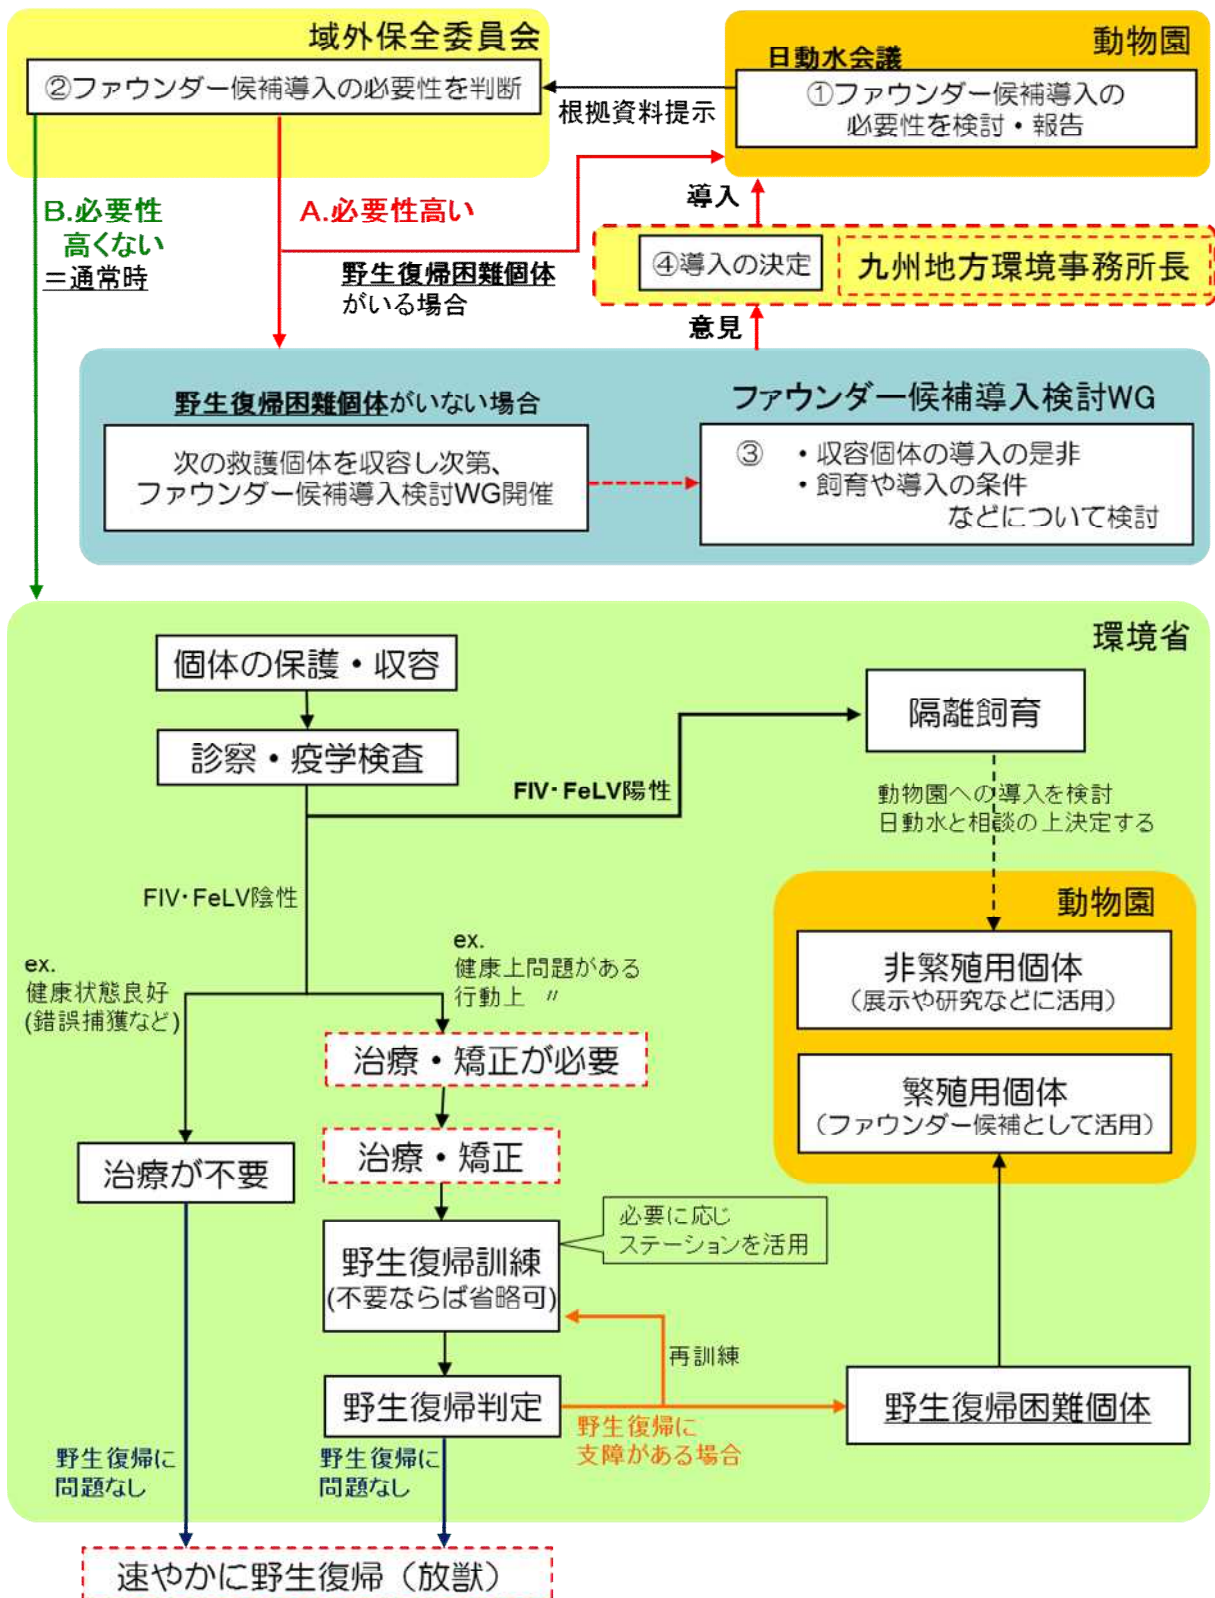 域外保全委員会
②ファウンダー候補導入の必要性を判断
動物園
日動水会議
①ファウンダー候補導入の
必要性を検討・報告
根拠資料提示
B.必要性
高くない
＝通常時
A.必要性高い
野生復帰困難個体
がいる場合
導入
④導入の決定
九州地方環境事務所長
意見
野生復帰困難個体がいない場合
次の救護個体を収容し次第、
ファウンダー候補導入検討WG開催
ファウンダー候補導入検討WG
③ ・収容個体の導入の是非
・飼育や導入の条件
などについて検討
環境省
個体の保護・収容
診察・疫学検査
FIV・FeLV陽性
隔離飼育
動物園への導入を検討
日動水と相談の上決定する
FIV・FeLV陰性
ex.
健康状態良好
(錯誤捕獲など)
ex.
健康上問題がある
行動上 〃
動物園
非繁殖用個体
（展示や研究などに活用）
繁殖用個体
（ファウンダー候補として活用）
治療・矯正が必要
治療・矯正
治療が不要
必要に応じ
ステーションを活用
野生復帰訓練
(不要ならば省略可)
再訓練
野生復帰判定
野生復帰に
支障がある場合
野生復帰困難個体
野生復帰に
問題なし
野生復帰に
問題なし
速やかに野生復帰（放獣）